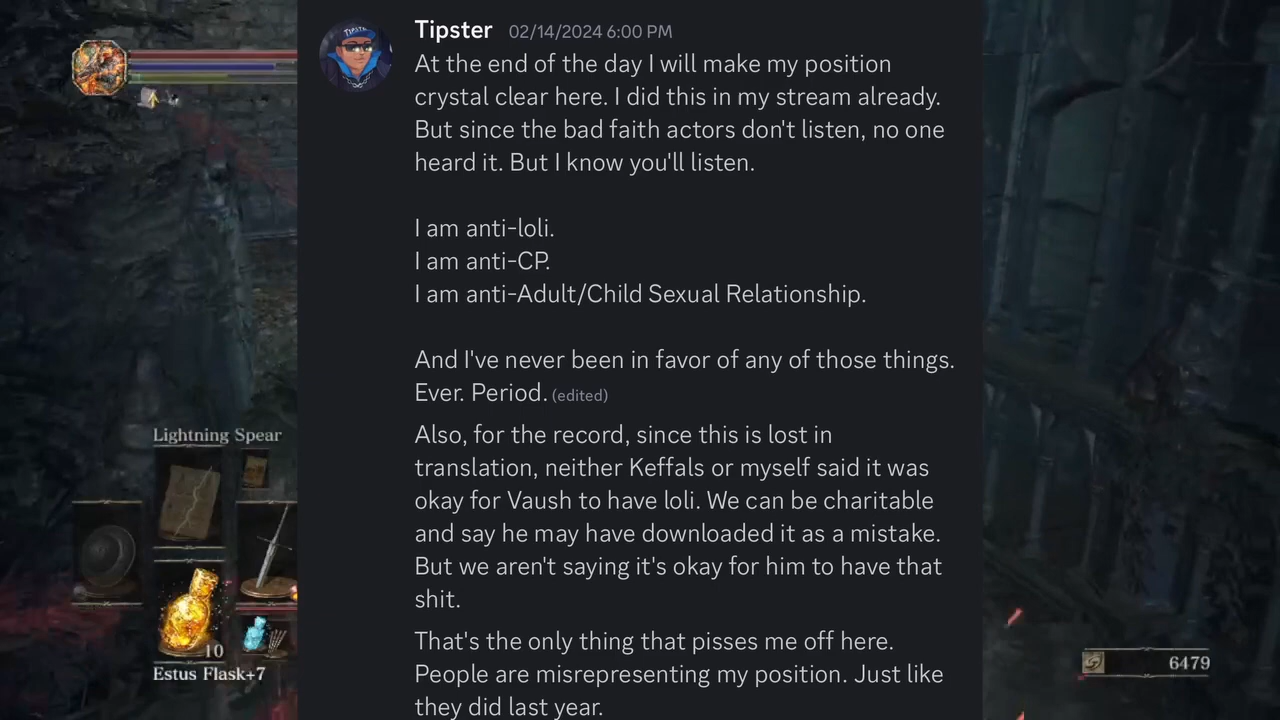 Tipster 02/14/2024 6:00 PM
At the end of the day I will make my position
crystal clear here. I did this in my stream already.
But since the bad faith actors don't listen, no one
heard it. But I know you'll listen.
I am anti-loli.
I am anti-CP.
I am anti-Adult/Child Sexual Relationship.
And I've never been in favor of any of those things.
Ever. Period. (edited)
Also, for the record, since this is lost in
translation, neither Keffals or myself said it was
okay for Vaush to have loli. We can be charitable
and say he may have downloaded it as a mistake.
But we aren't saying it's okay for him to have that
shit.
That's the only thing that pisses me off here.
People are misrepresenting my position. Just like
they did last year.
Lightning Spear
10
Estus Flask+7
6479
TIPSTER